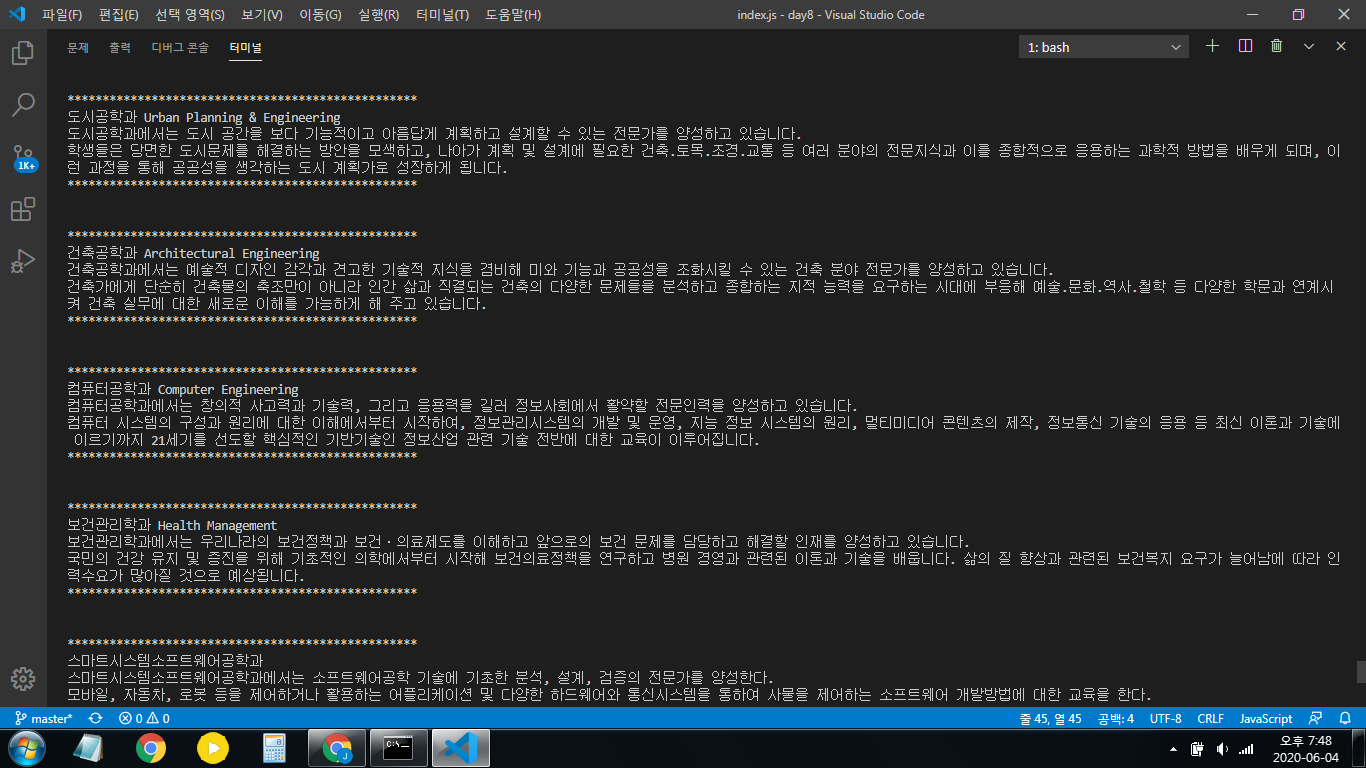 파일(F) 편집(E) 선택 영역(S) 보기(V) 이동(G) 실행(R) 터미널(T) 도움말(H) index.js - day8 - Visual Studio Code
문제 출력 디버그 콘솔 터미널 1: bash
**************************************************
도시공학과 Urban Planning & Engineering
도시공학과에서는 도시 공간을 보다 기능적이고 아름답게 계획하고 설계할 수 있는 전문가를 양성하고 있습니다.
학생들은 당면한 도시문제를 해결하는 방안을 모색하고, 나아가 계획 및 설계에 필요한 건축.토목.조경.교통 등 여러 분야의 전문지식과 이를 종합적으로 응용하는 과학적 방법을 배우게 되며, 이
런 과정을 통해 공공성을 생각하는 도시 계획가로 성장하게 됩니다.
**************************************************
**************************************************
건축공학과 Architectural Engineering
건축공학과에서는 예술적 디자인 감각과 견고한 기술적 지식을 겸비해 미와 기능과 공공성을 조화시킬 수 있는 건축 분야 전문가를 양성하고 있습니다.
건축가에게 단순히 건축물의 축조만이 아니라 인간 삶과 직결되는 건축의 다양한 문제들을 분석하고 종합하는 지적 능력을 요구하는 시대에 부응해 예술.문화.역사.철학 등 다양한 학문과 연계시
켜 건축 실무에 대한 새로운 이해를 가능하게 해 주고 있습니다.
**************************************************
**************************************************
컴퓨터공학과 Computer Engineering
컴퓨터공학과에서는 창의적 사고력과 기술력, 그리고 응용력을 길러 정보사회에서 활약할 전문인력을 양성하고 있습니다.
컴퓨터 시스템의 구성과 원리에 대한 이해에서부터 시작하여, 정보관리시스템의 개발 및 운영, 지능 정보 시스템의 원리, 멀티미디어 콘텐츠의 제작, 정보통신 기술의 응용 등 최신 이론과 기술에
이르기까지 21세기를 선도할 핵심적인 기반기술인 정보산업 관련 기술 전반에 대한 교육이 이루어집니다.
**************************************************
**************************************************
보건관리학과 Health Management
보건관리학과에서는 우리나라의 보건정책과 보건·의료제도를 이해하고 앞으로의 보건 문제를 담당하고 해결할 인재를 양성하고 있습니다.
국민의 건강 유지 및 증진을 위해 기초적인 의학에서부터 시작해 보건의료정책을 연구하고 병원 경영과 관련된 이론과 기술을 배웁니다. 삶의 질 향상과 관련된 보건복지 요구가 늘어남에 따라 인
력수요가 많아질 것으로 예상됩니다.
**************************************************
**************************************************
스마트시스템소프트웨어공학과
스마트시스템소프트웨어공학과에서는 소프트웨어공학 기술에 기초한 분석, 설계, 검증의 전문가를 양성한다.
모바일, 자동차, 로봇 등을 제어하거나 활용하는 어플리케이션 및 다양한 하드웨어와 통신시스템을 통하여 사물을 제어하는 소프트웨어 개발방법에 대한 교육을 한다.
1K+
master* 0 0 줄 45, 열 45 공백: 4 UTF-8 CRLF JavaScript
오후 7:48
2020-06-04